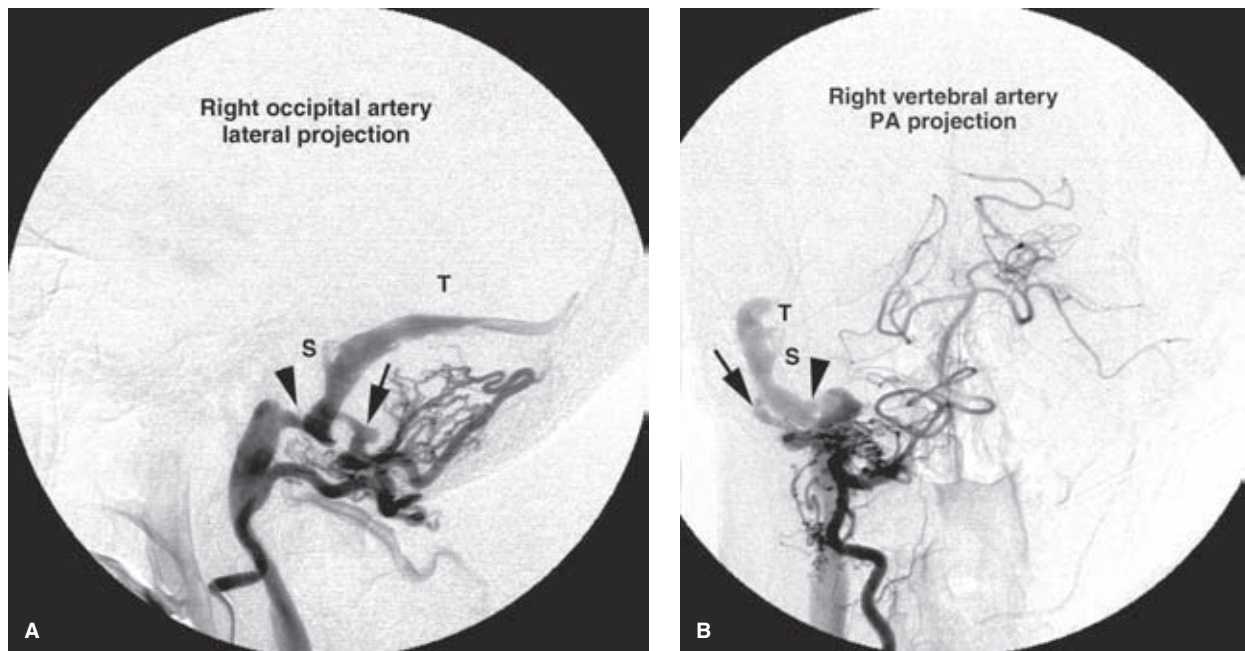 Right occipital artery
lateral projection
T
S
A
Right vertebral artery
PA projection
T
S
B